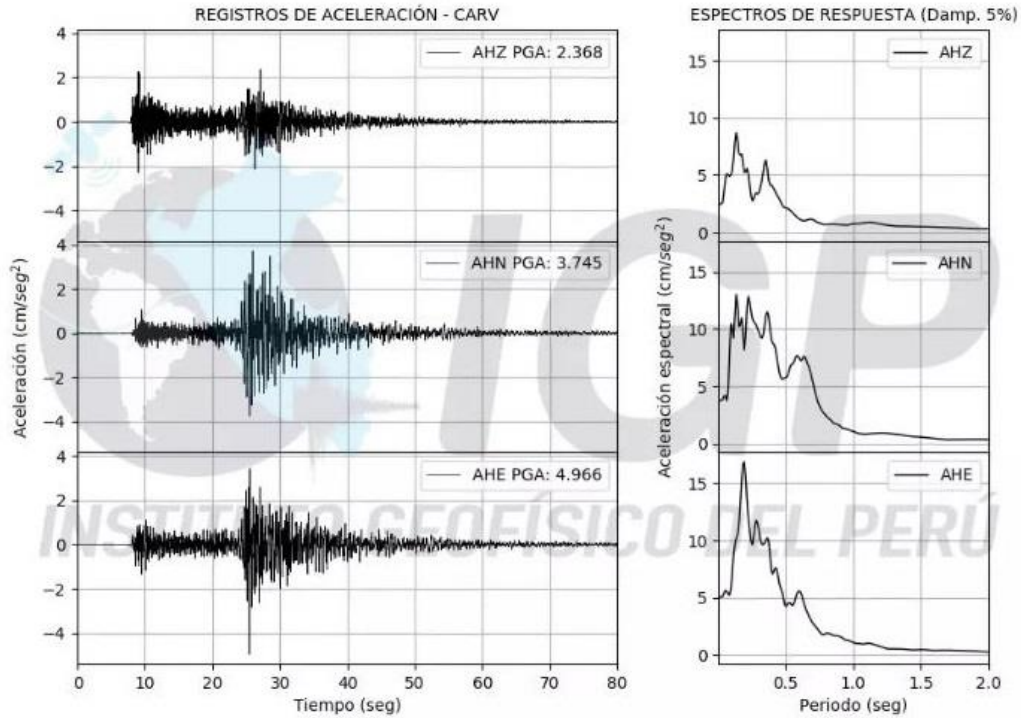 REGISTROS DE ACELERACIÓN - CARV
ESPECTROS DE RESPUESTA (Damp. 5%)
AHZ PGA: 2.368
4
2
0
−2
−4
AHN PGA: 3.745
4
2
0
−2
−4
AHE PGA: 4.966
4
2
0
−2
−4
Aceleración (cm/seg²)
0 10 20 30 40 50 60 70 80
Tiempo (seg)
AHZ
15
10
5
0
AHN
15
10
5
0
AHE
15
10
5
0
Aceleración espectral (cm/seg²)
0.5 1.0 1.5 2.0
Periodo (seg)
IGP
INSTITUTO GEOFÍSICO DEL PERÚ